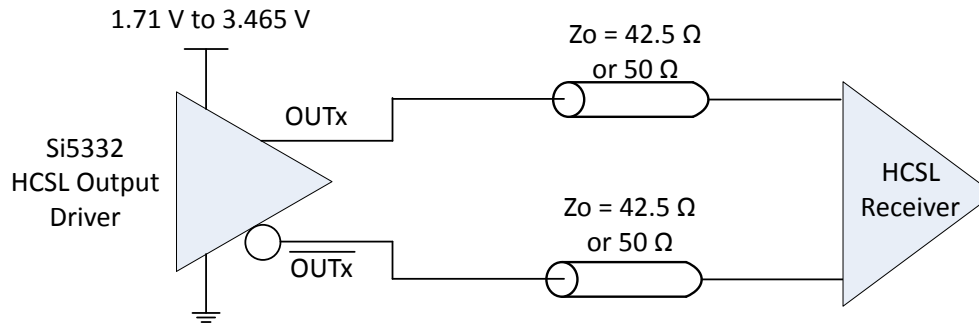 1.71 V to 3.465 V
Zo = 42.5 Ω
or 50 Ω
OUTx
Si5332
HCSL Output
Driver
HCSL
Receiver
Zo = 42.5 Ω
or 50 Ω
OUTx